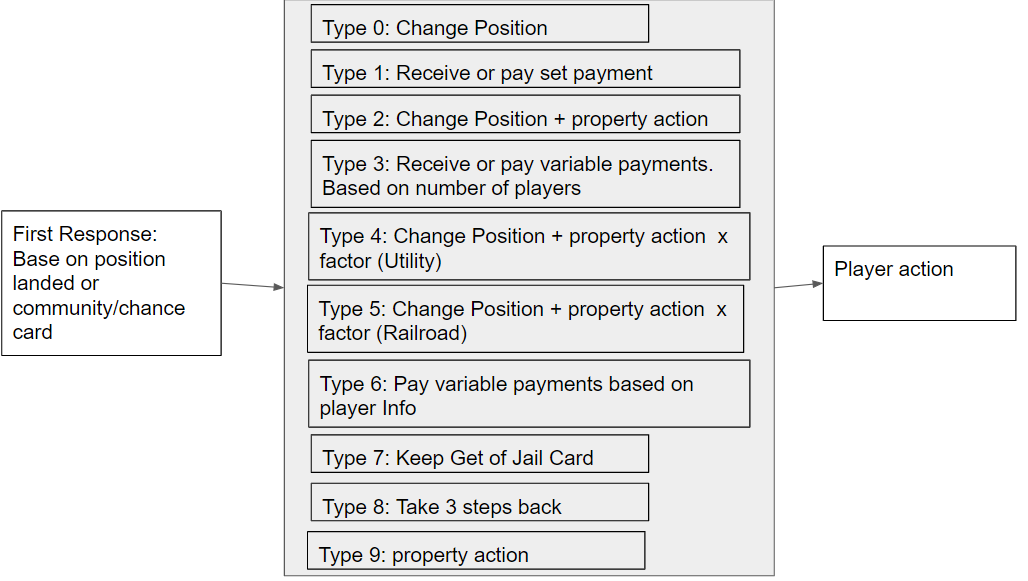 Type 0: Change Position
Type 1: Receive or pay set payment
Type 2: Change Position + property action
Type 3: Receive or pay variable payments.
Based on number of players
First Response:
Base on position
landed or
community/chance
card
Type 4: Change Position + property action x
factor (Utility)
Type 5: Change Position + property action x
factor (Railroad)
Type 6: Pay variable payments based on
player Info
Type 7: Keep Get of Jail Card
Type 8: Take 3 steps back
Type 9: property action
Player action